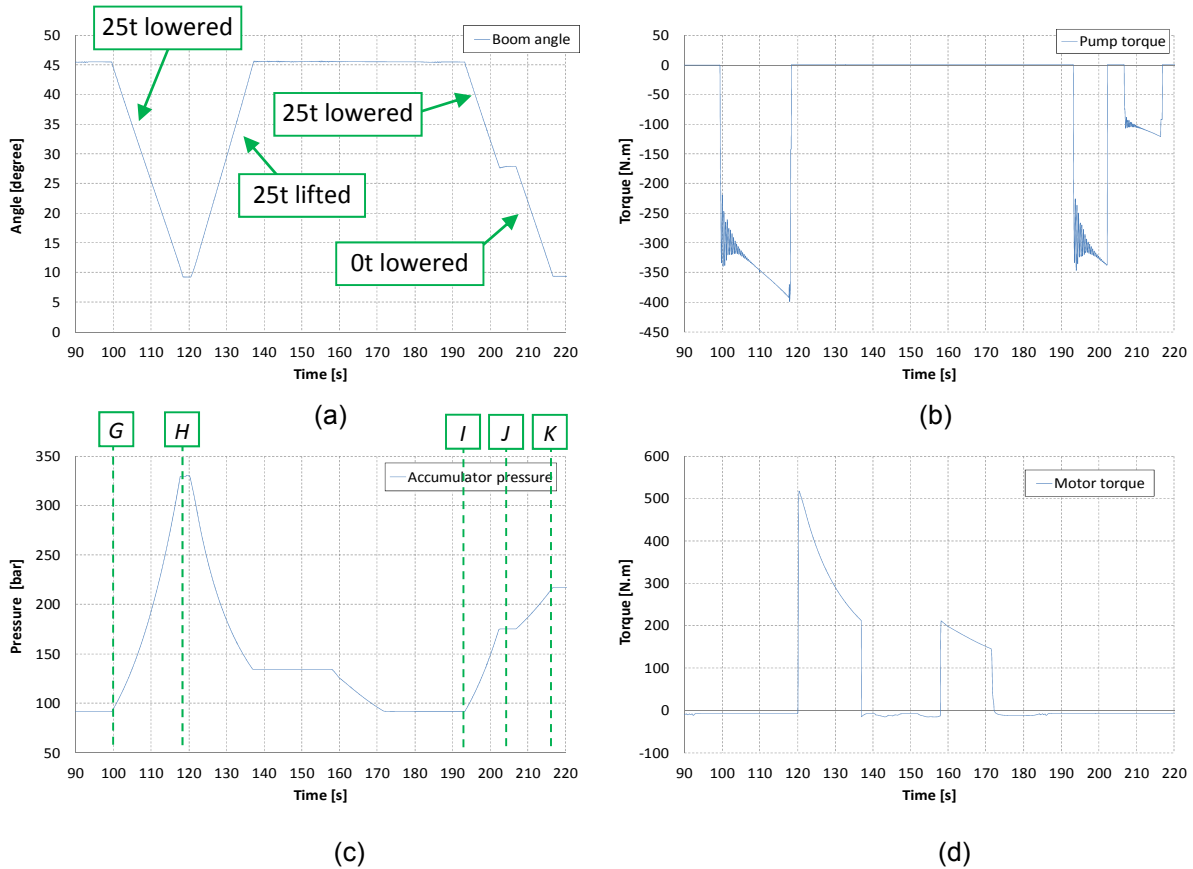 50
45
40
35
30
25
20
15
10
5
0
Angle [degree]
25t lowered
Boom angle
25t lowered
25t lifted
0t lowered
90 100 110 120 130 140 150 160 170 180 190 200 210 220
Time [s]
(a)
50
0
-50
-100
-150
-200
-250
-300
-350
-400
-450
Torque [N.m]
Pump torque
90 100 110 120 130 140 150 160 170 180 190 200 210 220
Time [s]
(b)
G H I J K
350
300
250
200
150
100
50
Pressure [bar]
Accumulator pressure
90 100 110 120 130 140 150 160 170 180 190 200 210 220
Time [s]
(c)
600
500
400
300
200
100
0
-100
Torque [N.m]
Motor torque
90 100 110 120 130 140 150 160 170 180 190 200 210 220
Time [s]
(d)